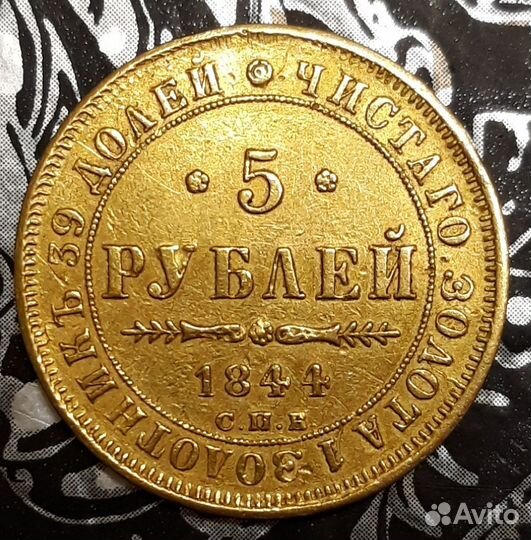 ЧИСТАГО ЗОЛОТА 1 ЗОЛОТНИКЪ 39 ДОЛЕЙ
5
РУБЛЕЙ
1844
С.П.Б
Avito